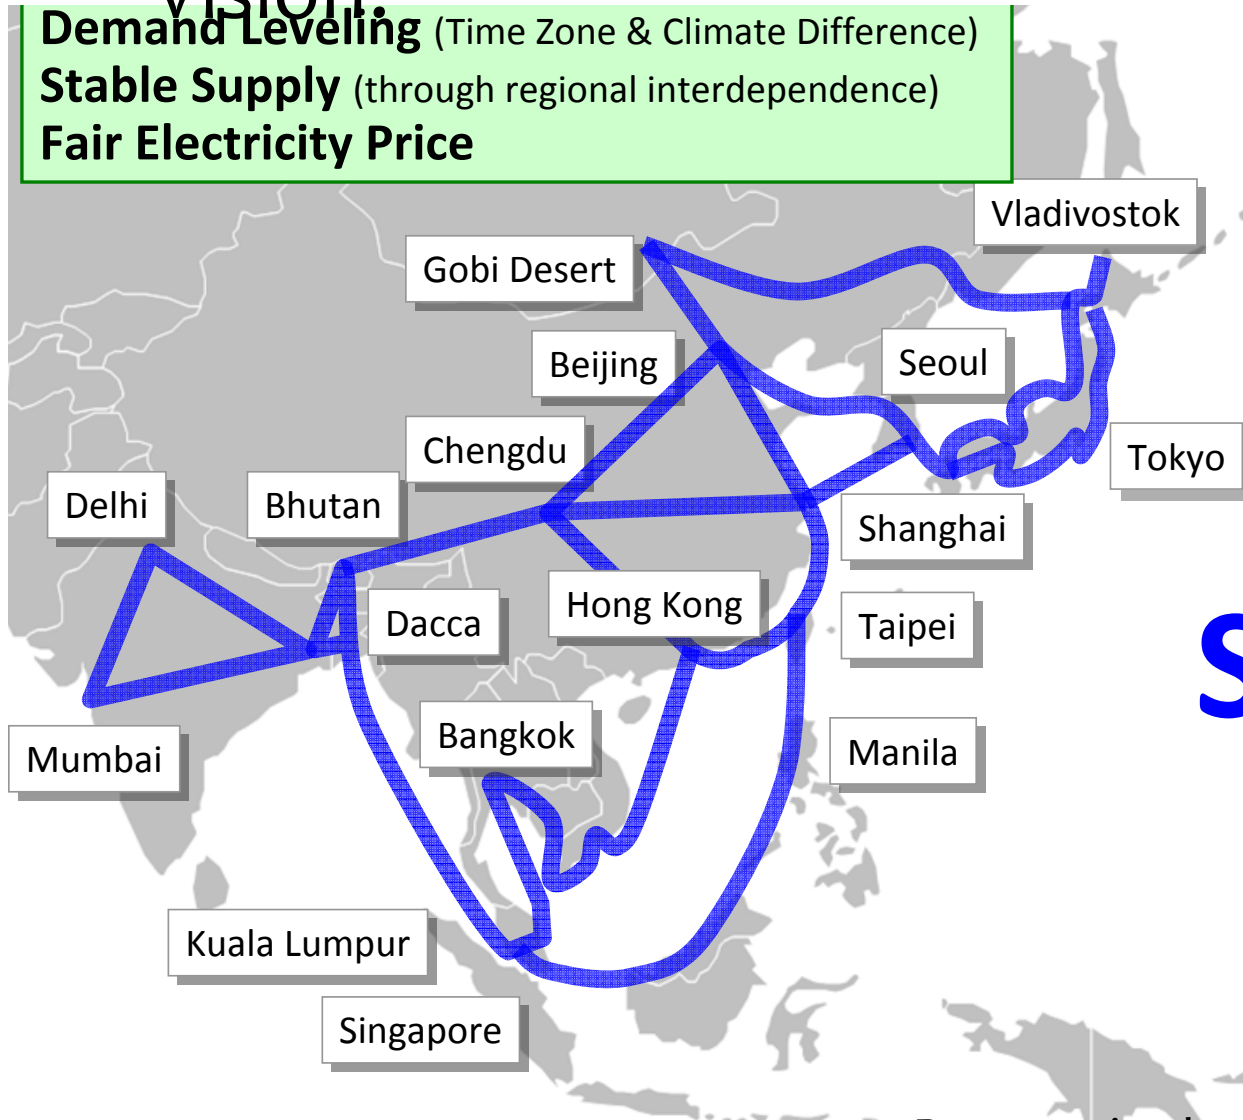 Vision:
Demand Leveling (Time Zone & Climate Difference)
Stable Supply (through regional interdependence)
Fair Electricity Price
Vladivostok
Gobi Desert
Beijing
Seoul
Chengdu
Tokyo
Delhi
Bhutan
Shanghai
Hong Kong
Dacca
Taipei
Bangkok
Manila
Mumbai
Kuala Lumpur
Singapore
S